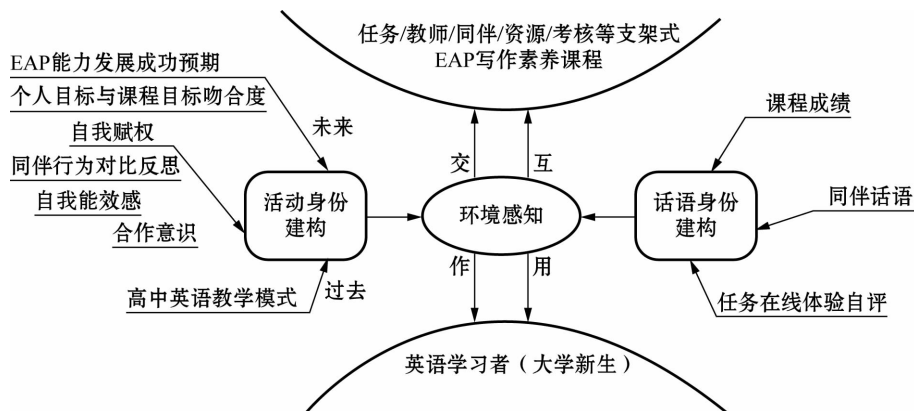 任务/教师/同伴/资源/考核等支架式
EAP写作素养课程
EAP能力发展成功预期
个人目标与课程目标吻合度
未来
自我赋权
同伴行为对比反思
自我能效感
合作意识
活动身份
建构
高中英语教学模式
过去
交 互
环境感知
作 用
课程成绩
话语身份
建构
同伴话语
任务在线体验自评
英语学习者(大学新生)